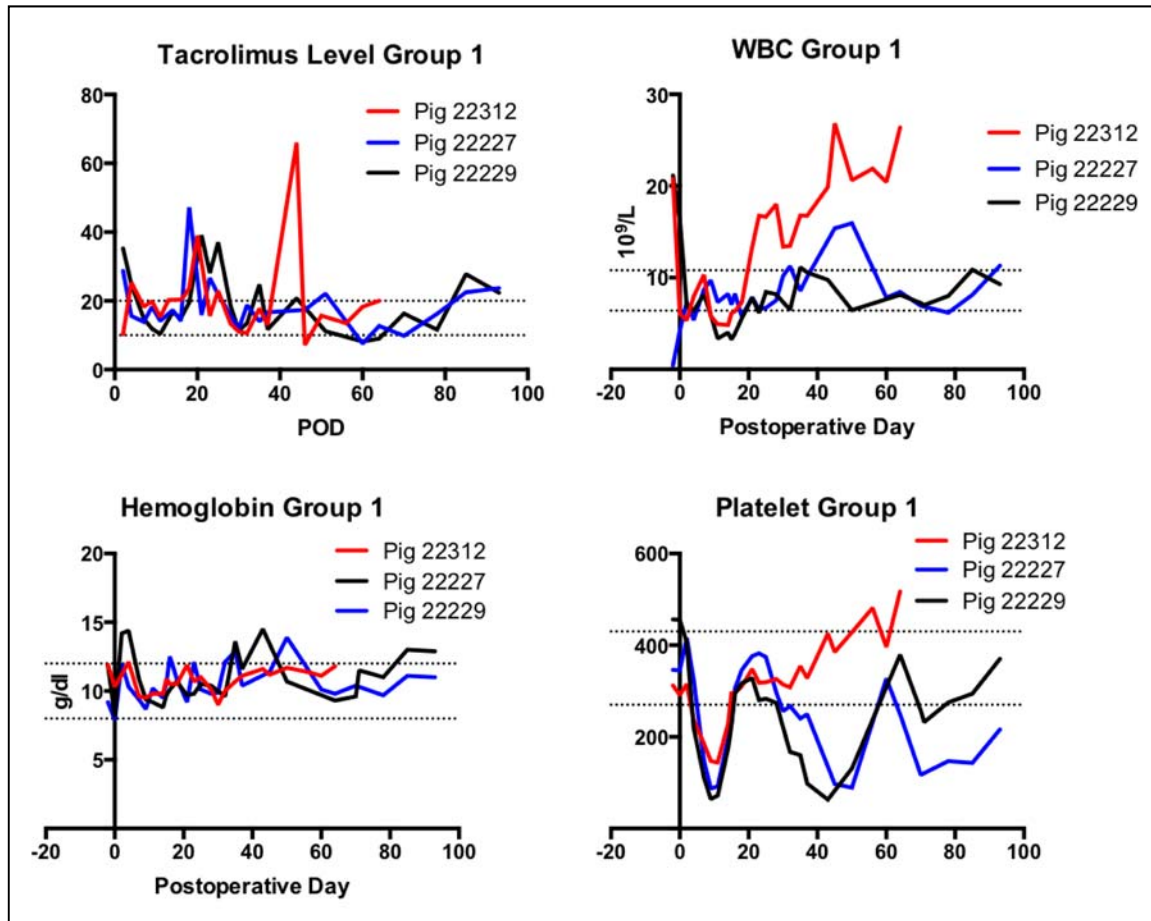 Tacrolimus Level Group 1
80
60
40
20
0
0 20 40 60 80 100
POD
Pig 22312
Pig 22227
Pig 22229
WBC Group 1
30
20
10
10⁹/L
-20 0 20 40 60 80 100
Postoperative Day
Pig 22312
Pig 22227
Pig 22229
Hemoglobin Group 1
20
15
10
5
g/dl
-20 0 20 40 60 80 100
Postoperative Day
Pig 22312
Pig 22227
Pig 22229
Platelet Group 1
600
400
200
-20 0 20 40 60 80 100
Pig 22312
Pig 22227
Pig 22229